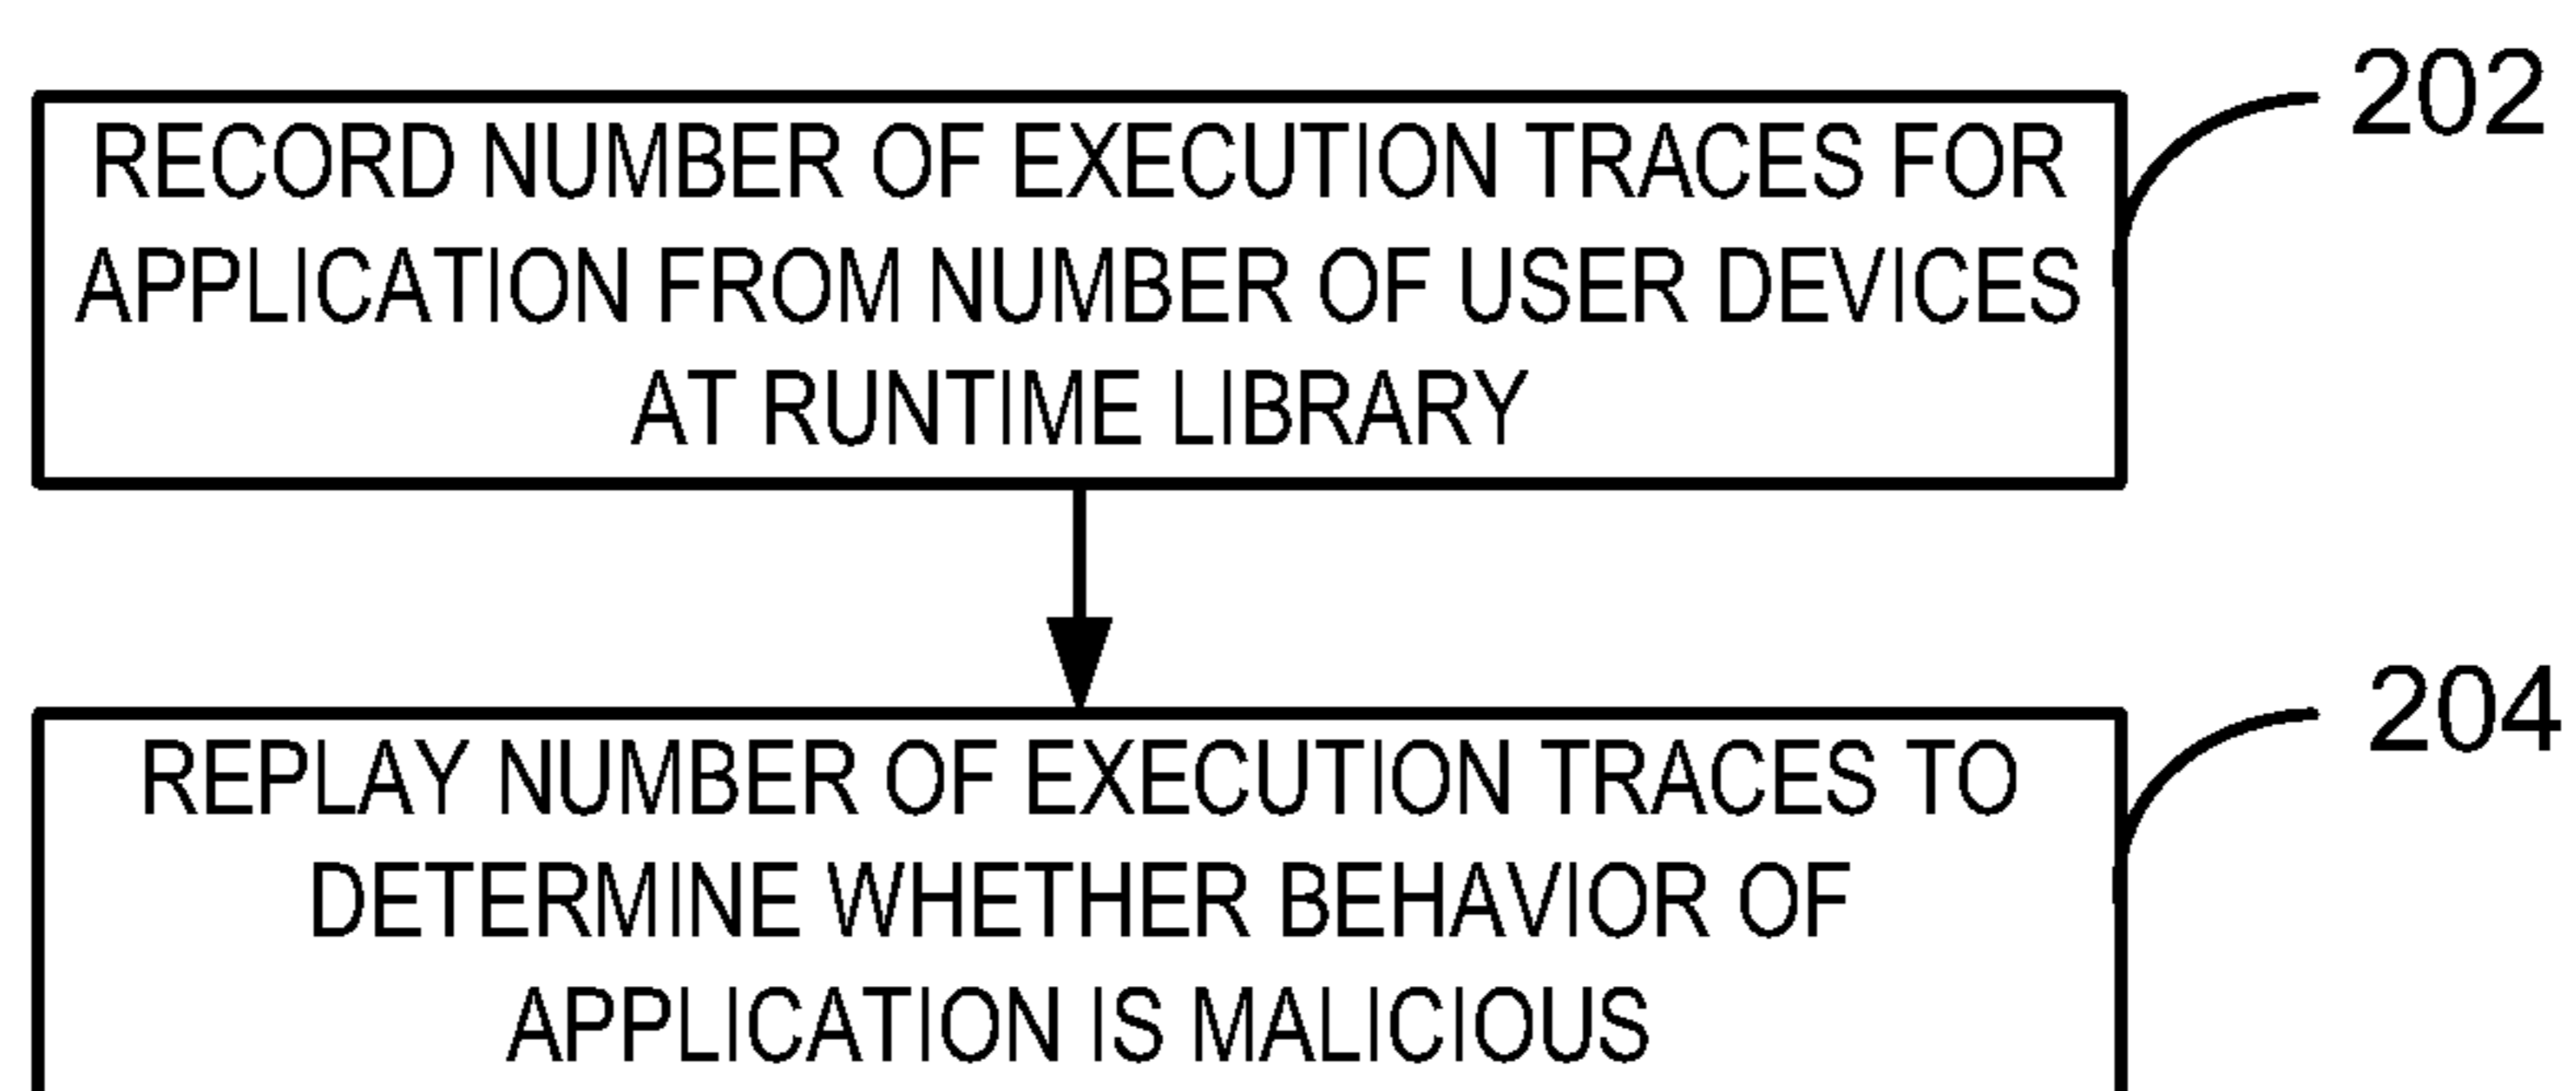 202
RECORD NUMBER OF EXECUTION TRACES FOR
APPLICATION FROM NUMBER OF USER DEVICES
AT RUNTIME LIBRARY
204
REPLAY NUMBER OF EXECUTION TRACES TO
DETERMINE WHETHER BEHAVIOR OF
APPLICATION IS MALICIOUS